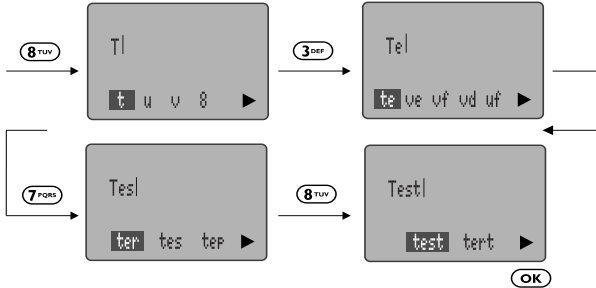 8 TUV
T|
t u v 8
3 DEF
Te|
te ve vf vd uf
7 PQRS
Tes|
ter tes tep
8 TUV
Test|
test tert
OK